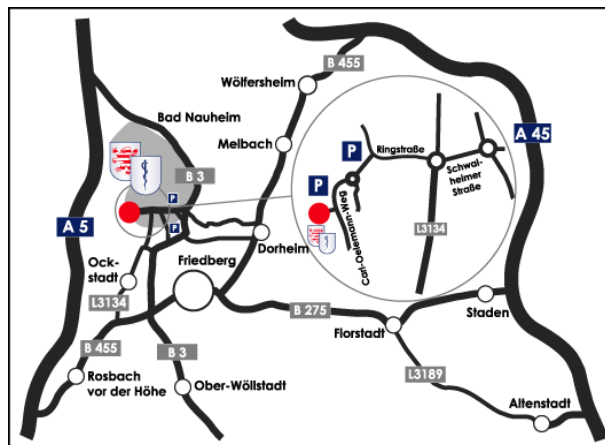 B 455
Wölfersheim
Bad Nauheim
A 45
Melbach
P
Ringstraße
Schwal-
heimer
Straße
B 3
P
P
Carl-Oelemann-Weg
A 5
P
L3134
Dorheim
Ock-
stadt
Friedberg
L3134
B 275
Staden
Florstadt
B 455
B 3
L3189
Rosbach
vor der Höhe
Ober-Wöllstadt
Altenstadt